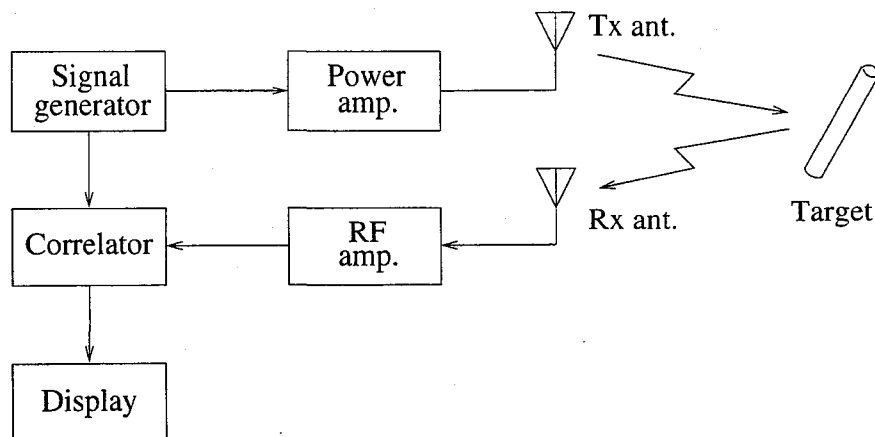 Signal
generator
Power
amp.
Tx ant.
Correlator
RF
amp.
Rx ant.
Target
Display